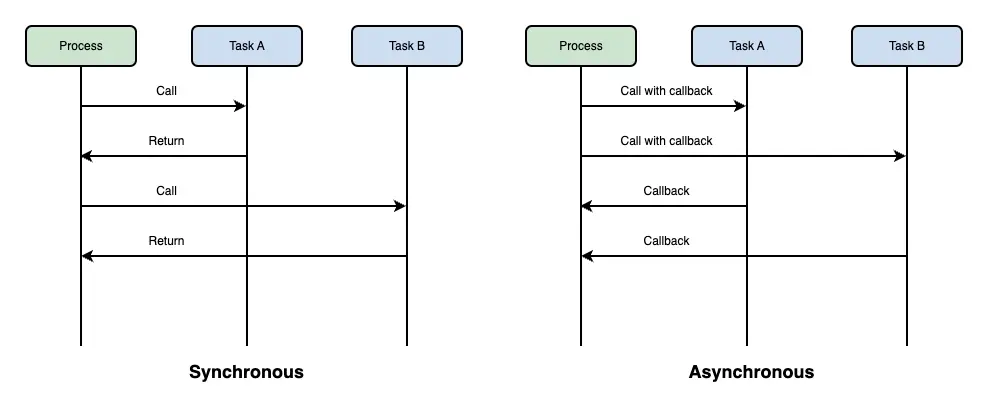 Process
Task A
Task B
Call
Return
Call
Return
Synchronous
Process
Task A
Task B
Call with callback
Call with callback
Callback
Callback
Asynchronous